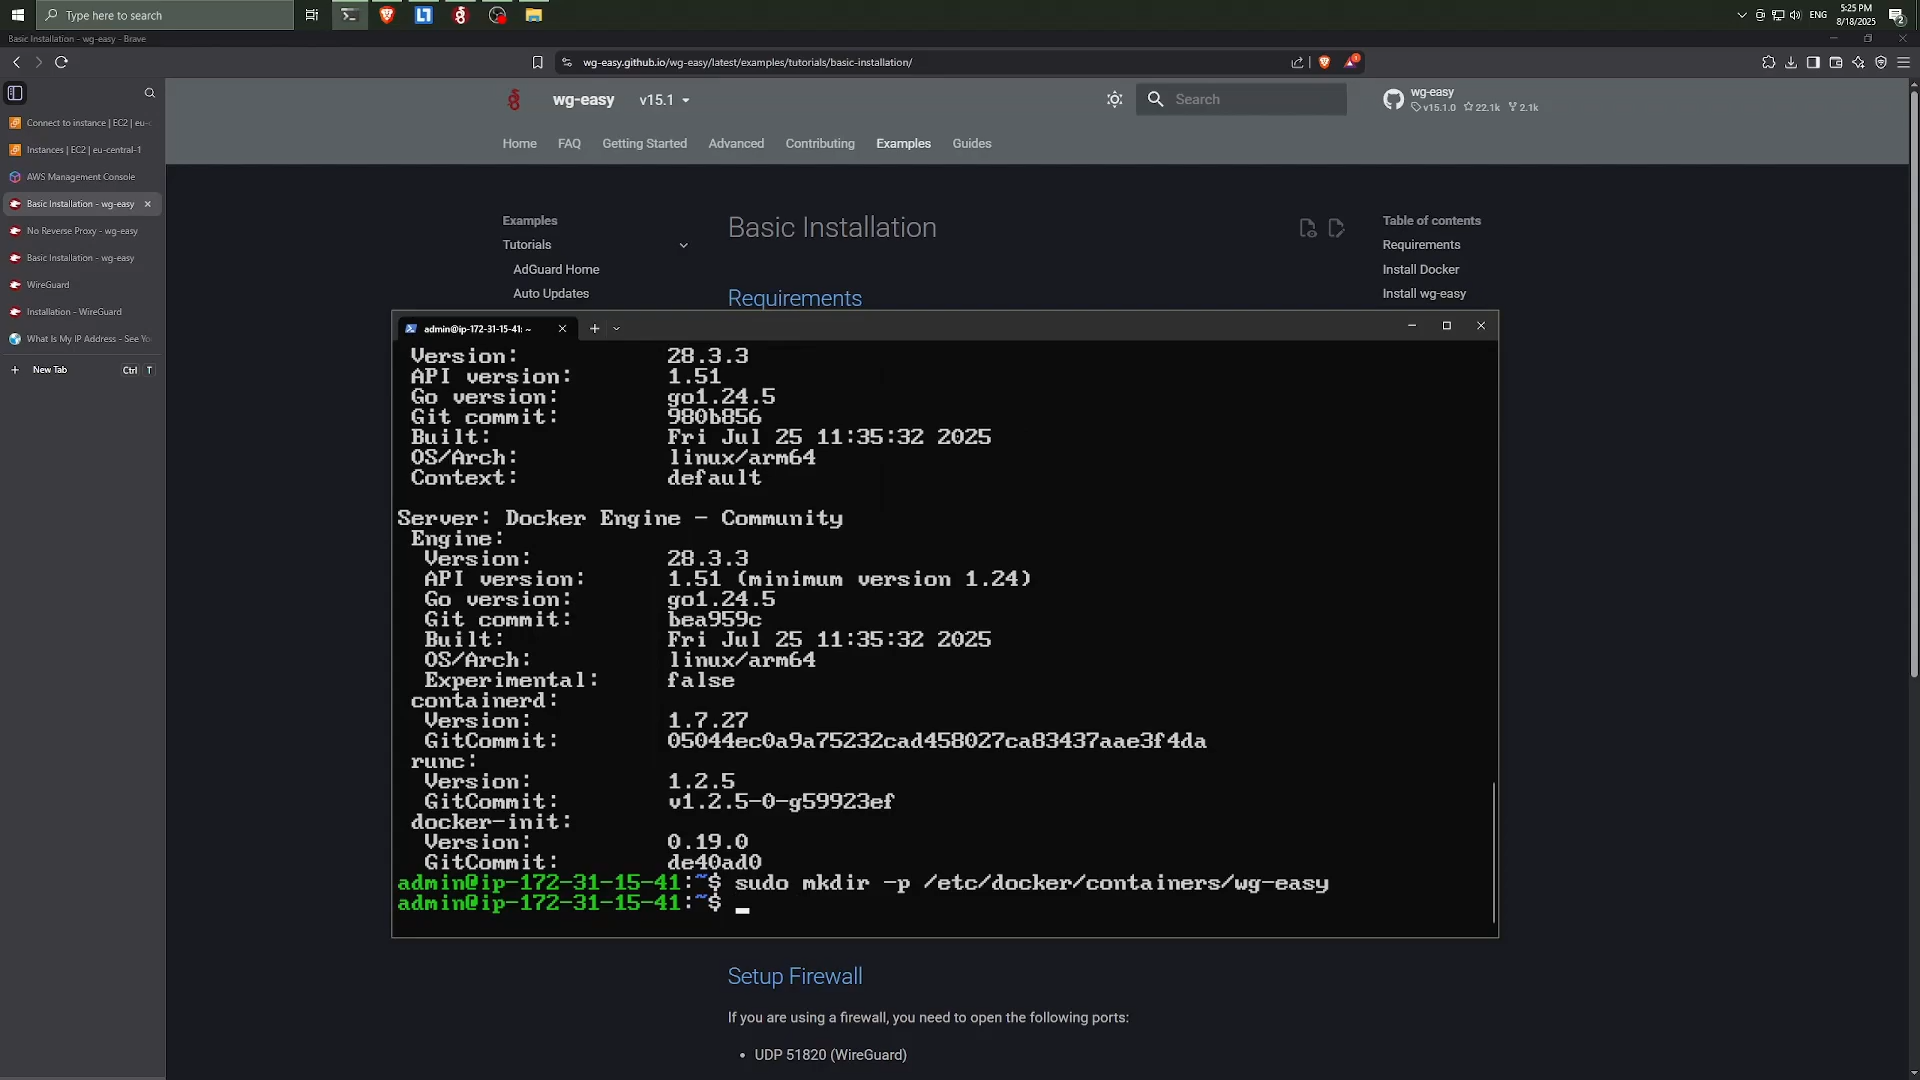 Type here to search
ENG
5:25 PM
8/18/2025
2
Basic Installation - wg-easy - Brave
wg-easy.github.io/wg-easy/latest/examples/tutorials/basic-installation/
1
Connect to instance | EC2 | eu-c
Instances | EC2 | eu-central-1
AWS Management Console
Basic Installation - wg-easy
No Reverse Proxy - wg-easy
Basic Installation - wg-easy
WireGuard
Installation - WireGuard
What Is My IP Address - See Yo
New Tab
Ctrl T
wg-easy
v15.1
Search
wg-easy
v15.1.0 22.1k 2.1k
Home
FAQ
Getting Started
Advanced
Contributing
Examples
Guides
Examples
Tutorials
AdGuard Home
Auto Updates
Basic Installation
Requirements
Table of contents
Requirements
Install Docker
Install wg-easy
admin@ip-172-31-15-41: ~
Version: 28.3.3
API version: 1.51
Go version: go1.24.5
Git commit: 980b856
Built: Fri Jul 25 11:35:32 2025
OS/Arch: linux/arm64
Context: default
Server: Docker Engine - Community
Engine:
Version: 28.3.3
API version: 1.51 (minimum version 1.24)
Go version: go1.24.5
Git commit: bea959c
Built: Fri Jul 25 11:35:32 2025
OS/Arch: linux/arm64
Experimental: false
containerd:
Version: 1.7.27
GitCommit: 05044ec0a9a75232cad458027ca83437aae3f4da
runc:
Version: 1.2.5
GitCommit: v1.2.5-0-g59923ef
docker-init:
Version: 0.19.0
GitCommit: de40ad0
admin@ip-172-31-15-41:~$ sudo mkdir -p /etc/docker/containers/wg-easy
admin@ip-172-31-15-41:~$
Setup Firewall
If you are using a firewall, you need to open the following ports:
• UDP 51820 (WireGuard)